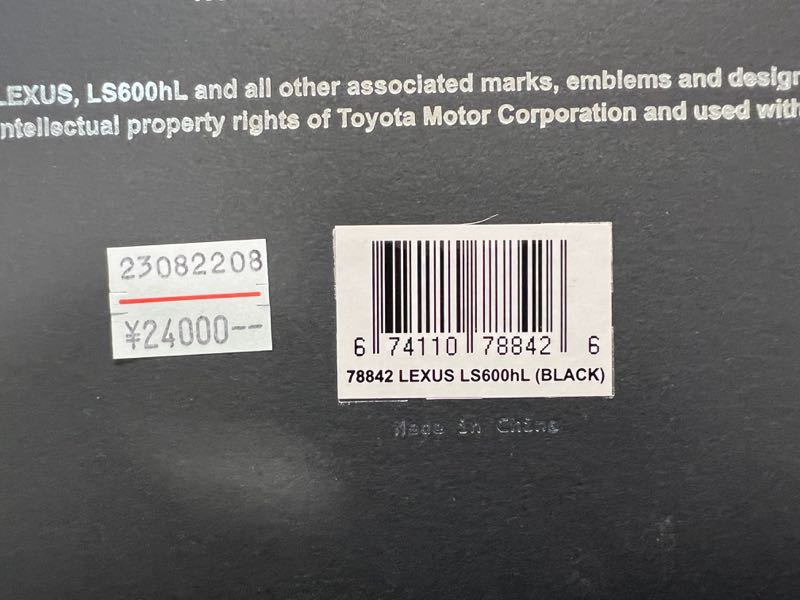 LEXUS, LS600hL and all other associated marks, emblems and design
intellectual property rights of Toyota Motor Corporation and used with
23082208
¥24000--
6 74110 78842 6
78842 LEXUS LS600hL (BLACK)
Made in China